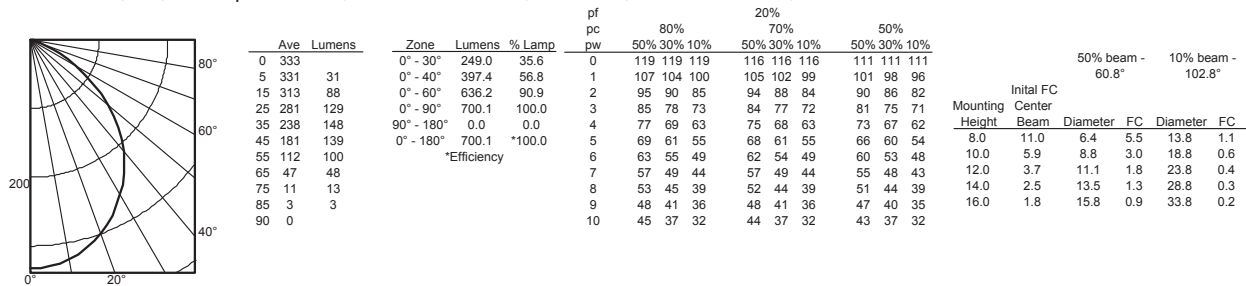 80°
60°
200
40°
0° 20°
Ave Lumens
0 333
5 331 31
15 313 88
25 281 129
35 238 148
45 181 139
55 112 100
65 47 48
75 11 13
85 3 3
90 0
Zone Lumens % Lamp
0° - 30° 249.0 35.6
0° - 40° 397.4 56.8
0° - 60° 636.2 90.9
0° - 90° 700.1 100.0
90° - 180° 0.0 0.0
0° - 180° 700.1 *100.0
*Efficiency
pf 20%
pc 80% 70% 50%
pw 50% 30% 10% 50% 30% 10% 50% 30% 10%
0 119 119 119 116 116 116 111 111 111
1 107 104 100 105 102 99 101 98 96
2 95 90 85 94 88 84 90 86 82
3 85 78 73 84 77 72 81 75 71
4 77 69 63 75 68 63 73 67 62
5 69 61 55 68 61 55 66 60 54
6 63 55 49 62 54 49 60 53 48
7 57 49 44 57 49 44 55 48 43
8 53 45 39 52 44 39 51 44 39
9 48 41 36 48 41 36 47 40 35
10 45 37 32 44 37 32 43 37 32
50% beam - 10% beam -
60.8° 102.8°
Inital FC
Mounting Center
Height Beam Diameter FC Diameter FC
8.0 11.0 6.4 5.5 13.8 1.1
10.0 5.9 8.8 3.0 18.8 0.6
12.0 3.7 11.1 1.8 23.8 0.4
14.0 2.5 13.5 1.3 28.8 0.3
16.0 1.8 15.8 0.9 33.8 0.2